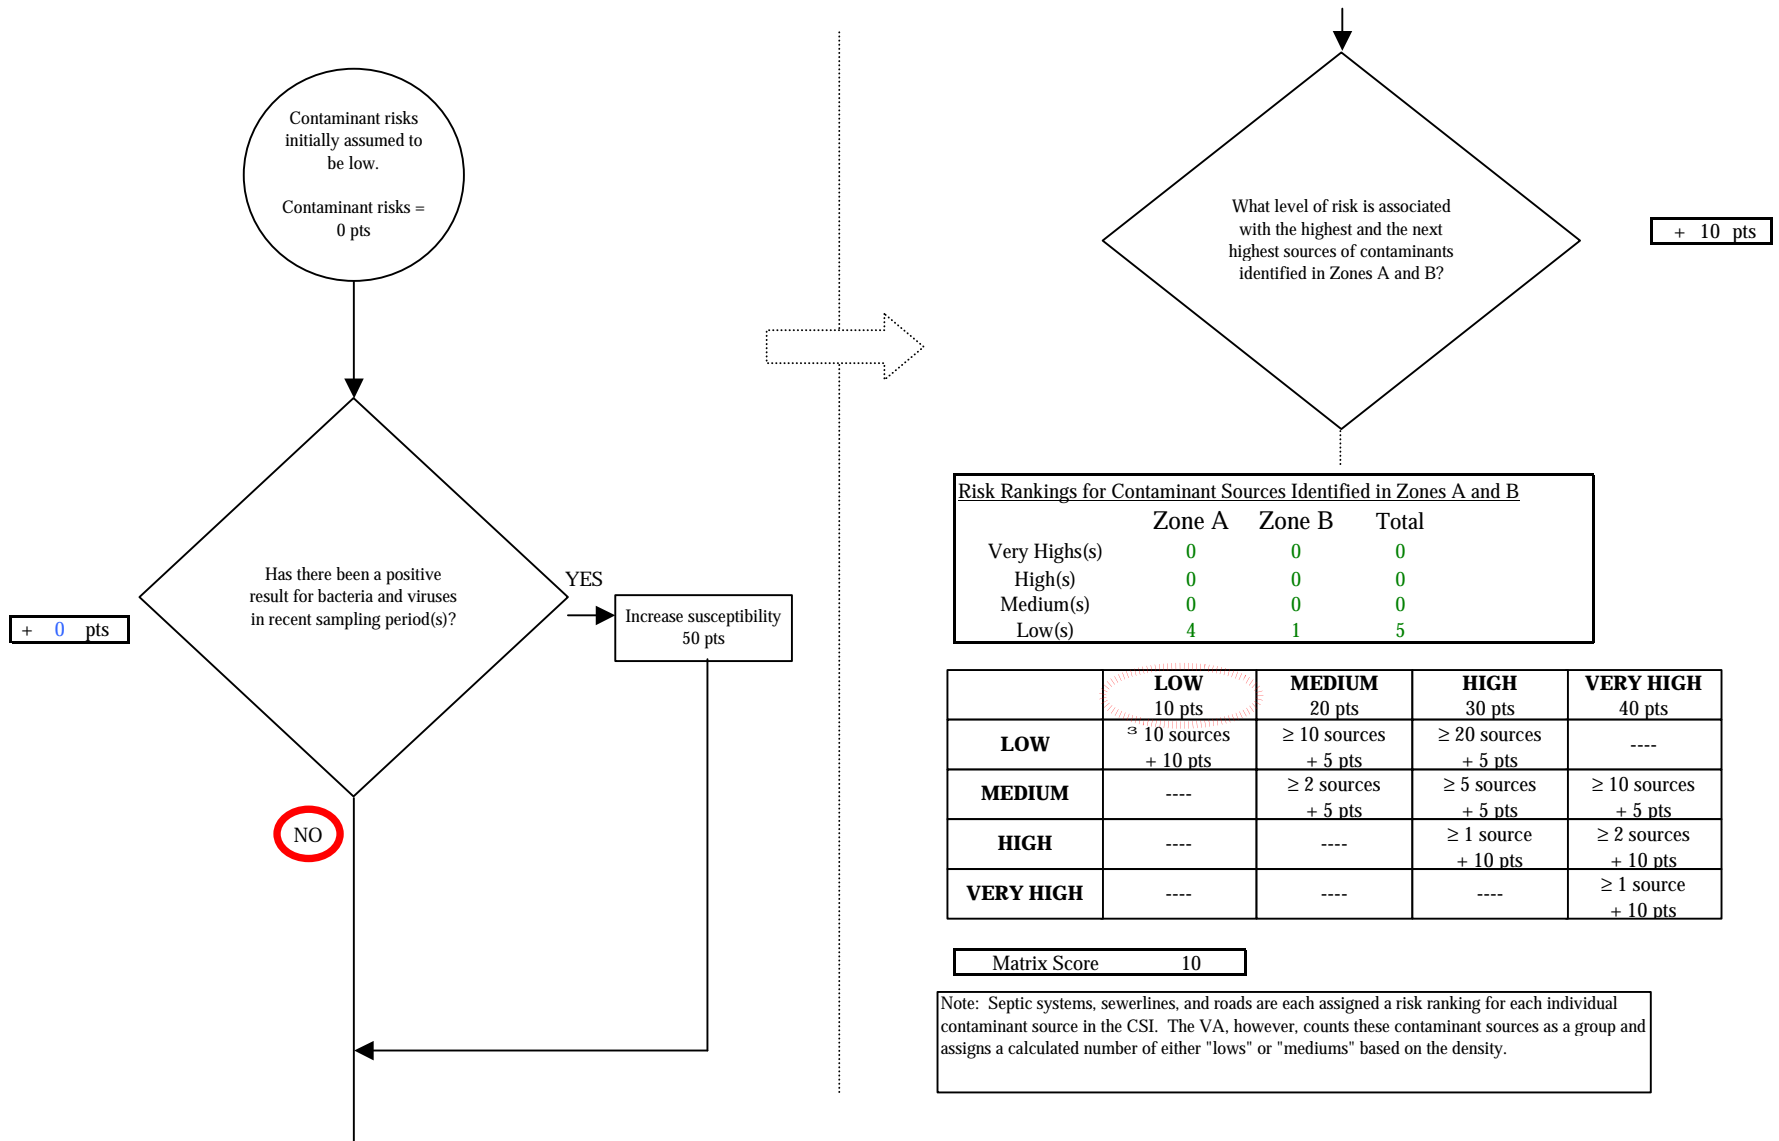 Contaminant risks
initially assumed to
be low.
Contaminant risks =
0 pts
Has there been a positive
result for bacteria and viruses
in recent sampling period(s)?
+ 0 pts
YES
Increase susceptibility
50 pts
NO
What level of risk is associated
with the highest and the next
highest sources of contaminants
identified in Zones A and B?
+ 10 pts
Risk Rankings for Contaminant Sources Identified in Zones A and B
Zone A Zone B Total
Very Highs(s) 0 0 0
High(s) 0 0 0
Medium(s) 0 0 0
Low(s) 4 1 5
LOW MEDIUM HIGH VERY HIGH
10 pts 20 pts 30 pts 40 pts
LOW ³ 10 sources ≥ 10 sources ≥ 20 sources ----
+ 10 pts + 5 pts + 5 pts
MEDIUM ---- ≥ 2 sources ≥ 5 sources ≥ 10 sources
+ 5 pts + 5 pts + 5 pts
HIGH ---- ---- ≥ 1 source ≥ 2 sources
+ 10 pts + 10 pts
VERY HIGH ---- ---- ---- ≥ 1 source
+ 10 pts
Matrix Score 10
Note: Septic systems, sewerlines, and roads are each assigned a risk ranking for each individual
contaminant source in the CSI. The VA, however, counts these contaminant sources as a group and
assigns a calculated number of either "lows" or "mediums" based on the density.